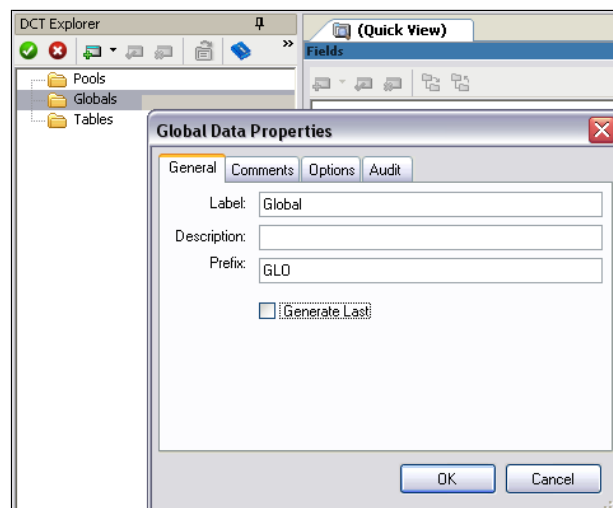 DCT Explorer
(Quick View)
»
Fields
Pools
Globals
Tables
Global Data Properties
General Comments Options Audit
Label: Global
Description:
Prefix: GLO
Generate Last
OK Cancel